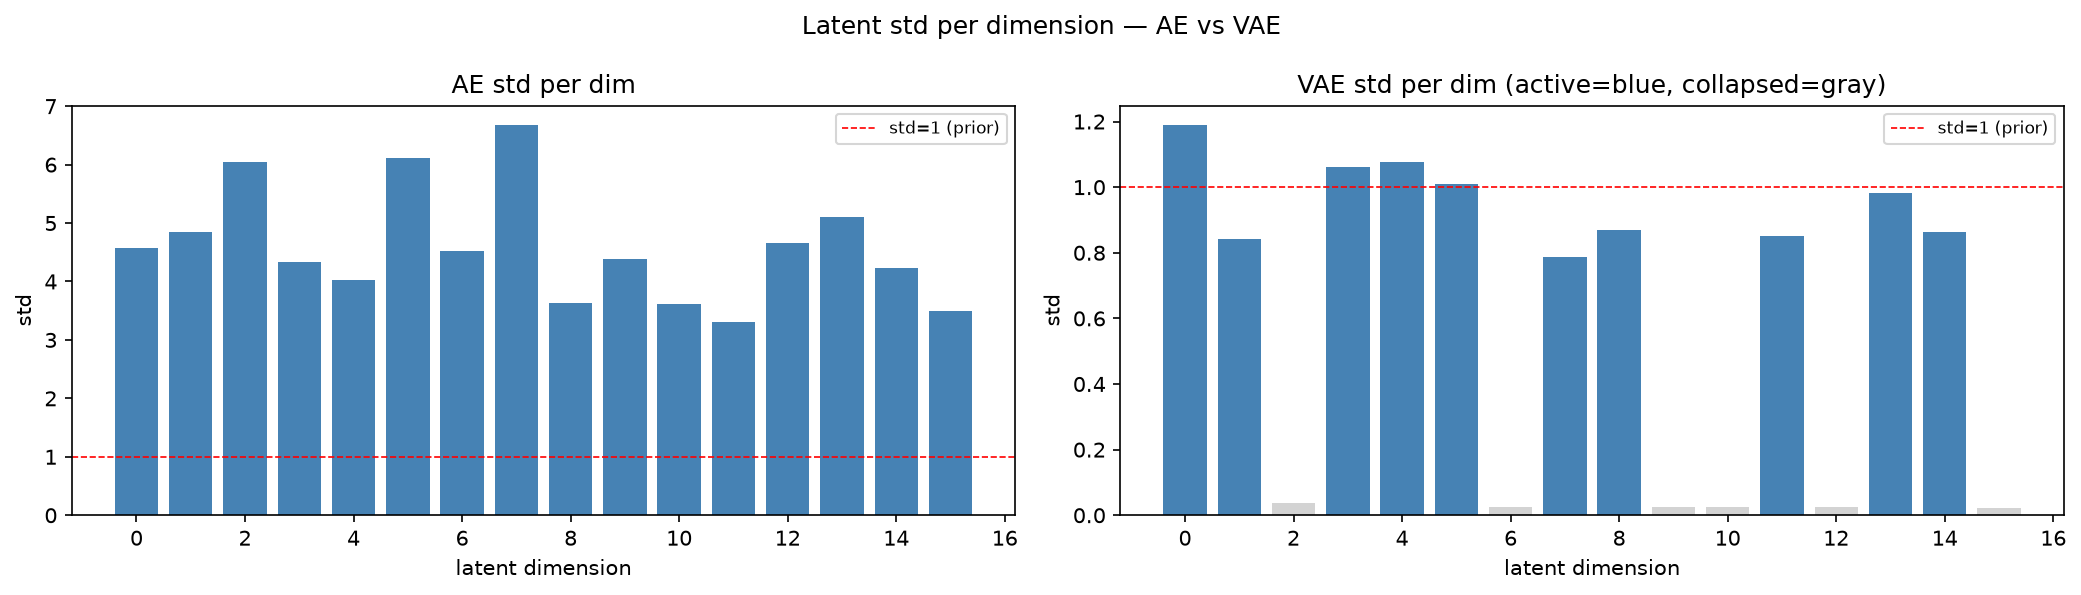 Latent std per dimension — AE vs VAE
AE std per dim
std=1 (prior)
7
6
5
4
3
2
1
0
std
0 2 4 6 8 10 12 14 16
latent dimension
VAE std per dim (active=blue, collapsed=gray)
std=1 (prior)
1.2
1.0
0.8
0.6
0.4
0.2
0.0
std
0 2 4 6 8 10 12 14 16
latent dimension